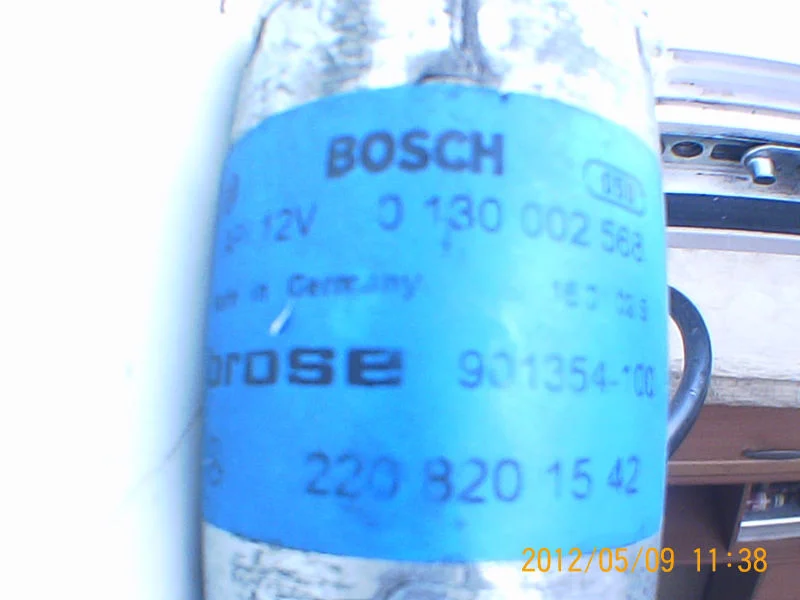 BOSCH
12V 0 130 002 568
in Germany
brose 901354-100
220 820 15 42
2012/05/09 11:38